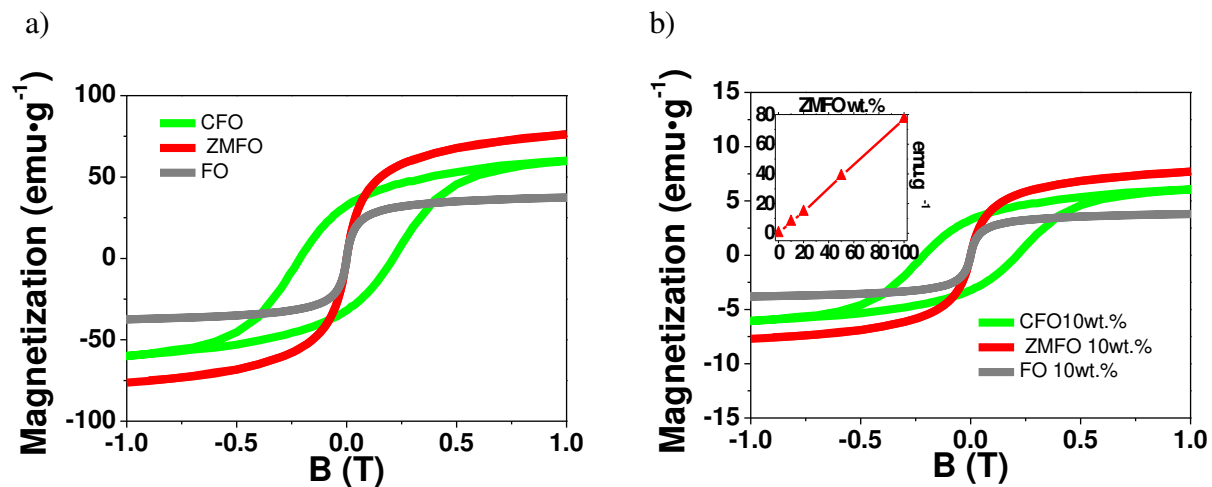 a)
Magnetization (emu·g⁻¹)
100
50
0
-50
-100
CFO
ZMFO
FO
-1.0 -0.5 0.0 0.5 1.0
B (T)
b)
Magnetization (emu·g⁻¹)
15
10
5
0
-5
-10
-15
ZMFO wt.%
80
60
40
20
0
0 20 40 60 80 100
emu.g⁻¹
CFO10wt.%
ZMFO 10wt.%
FO 10wt.%
-1.0 -0.5 0.0 0.5 1.0
B (T)